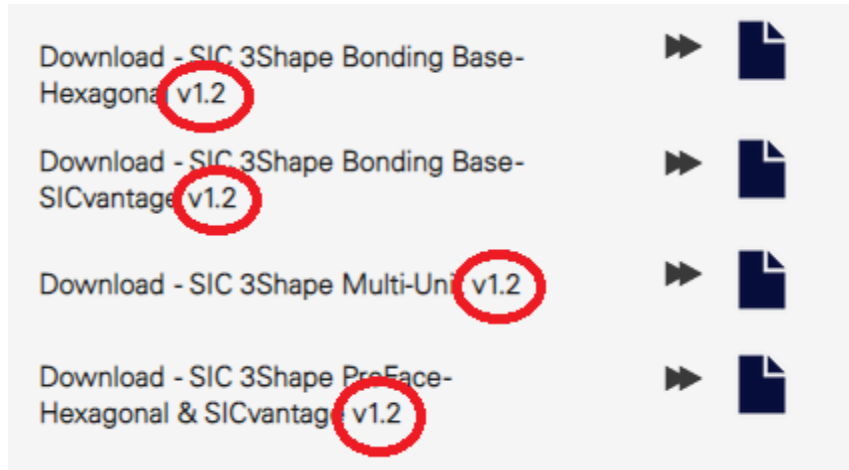 Download - SIC 3Shape Bonding Base-
Hexagonal v1.2
Download - SIC 3Shape Bonding Base-
SICvantage v1.2
Download - SIC 3Shape Multi-Unit v1.2
Download - SIC 3Shape PreFace-
Hexagonal & SICvantage v1.2